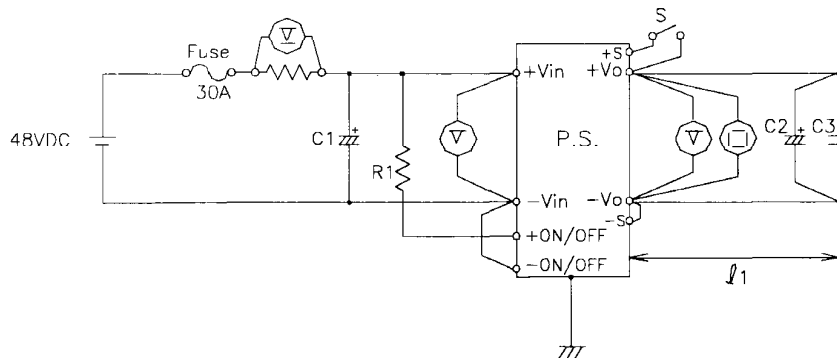 S
Fuse
V
30A
+S
+Vin
+Vo
48VDC
C1
+
R1
V
P.S.
V
C2
+
C3
-Vin
-Vo
-S
+ON/OFF
-ON/OFF
ℓ1